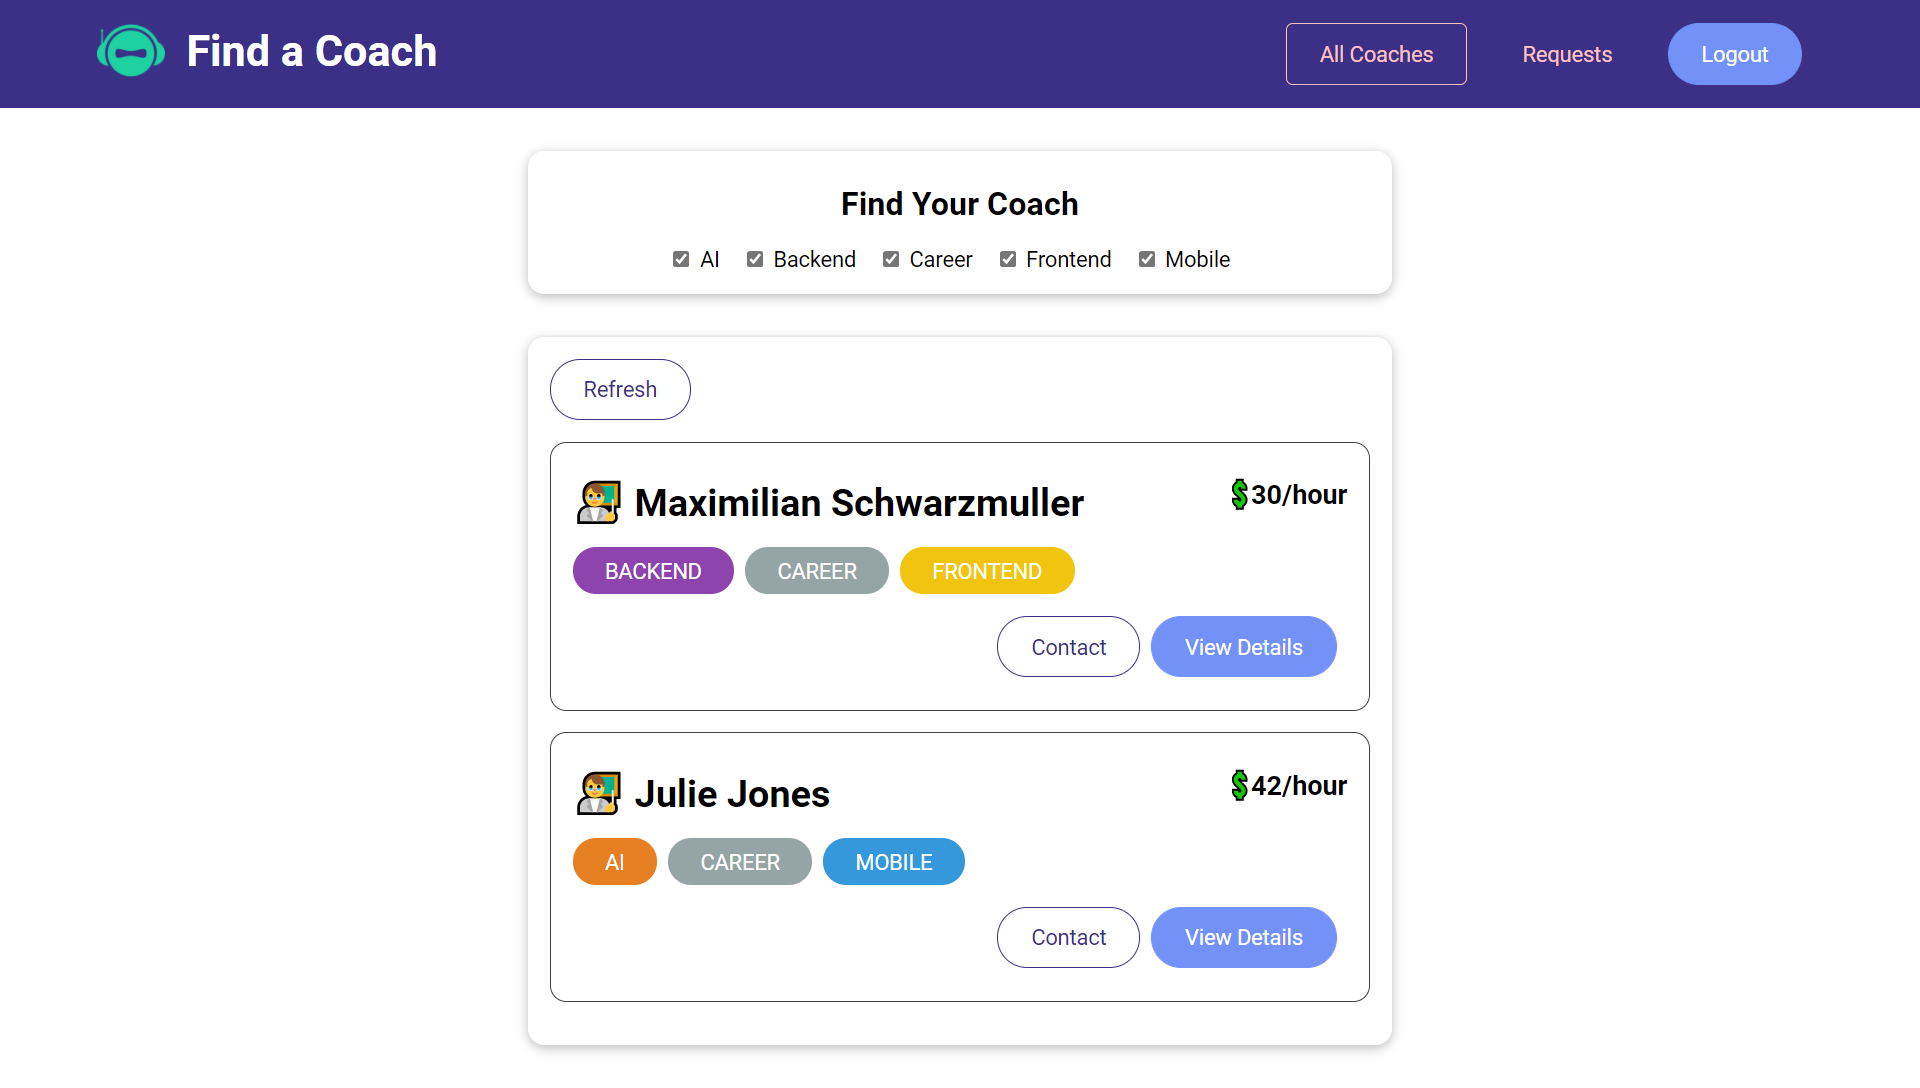 Find a Coach
All Coaches
Requests
Logout
Find Your Coach
AI Backend Career Frontend Mobile
Refresh
Maximilian Schwarzmuller
$30/hour
BACKEND CAREER FRONTEND
Contact View Details
Julie Jones
$42/hour
AI CAREER MOBILE
Contact View Details